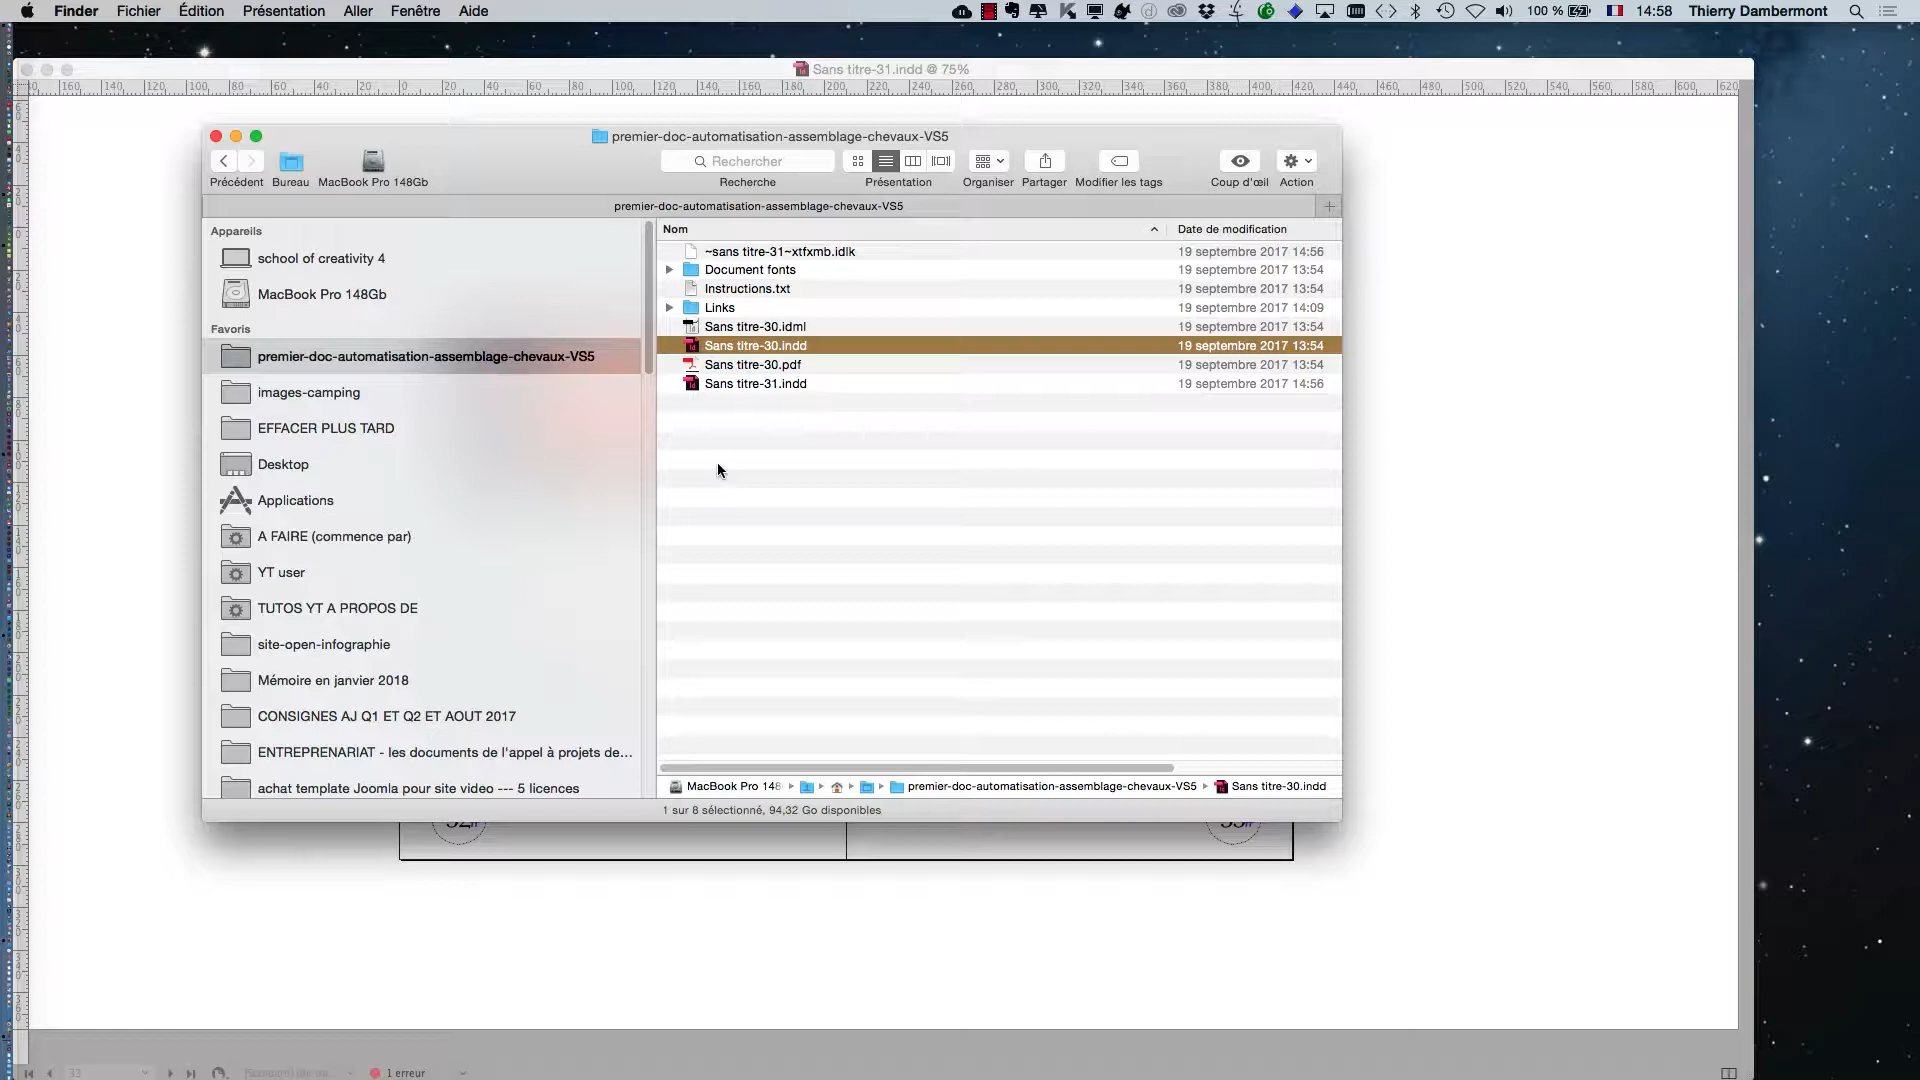 Finder Fichier Édition Présentation Aller Fenêtre Aide 100 % 14:58 Thierry Dambermont
Sans titre-31.indd @ 75%
premier-doc-automatisation-assemblage-chevaux-VS5
Rechercher
Précédent Bureau MacBook Pro 148Gb Recherche Présentation Organiser Partager Modifier les tags Coup d'œil Action
premier-doc-automatisation-assemblage-chevaux-VS5
Appareils
school of creativity 4
MacBook Pro 148Gb
Favoris
premier-doc-automatisation-assemblage-chevaux-VS5
images-camping
EFFACER PLUS TARD
Desktop
Applications
A FAIRE (commence par)
YT user
TUTOS YT A PROPOS DE
site-open-infographie
Mémoire en janvier 2018
CONSIGNES AJ Q1 ET Q2 ET AOUT 2017
ENTREPRENARIAT - les documents de l'appel à projets de...
achat template Joomla pour site video --- 5 licences
Nom Date de modification
~sans titre-31~xtfxmb.idlk 19 septembre 2017 14:56
Document fonts 19 septembre 2017 13:54
Instructions.txt 19 septembre 2017 13:54
Links 19 septembre 2017 14:09
Sans titre-30.idml 19 septembre 2017 13:54
Sans titre-30.indd 19 septembre 2017 13:54
Sans titre-30.pdf 19 septembre 2017 13:54
Sans titre-31.indd 19 septembre 2017 14:56
MacBook Pro 148 premier-doc-automatisation-assemblage-chevaux-VS5 Sans titre-30.indd
1 sur 8 sélectionné, 94,32 Go disponibles
33 1 erreur